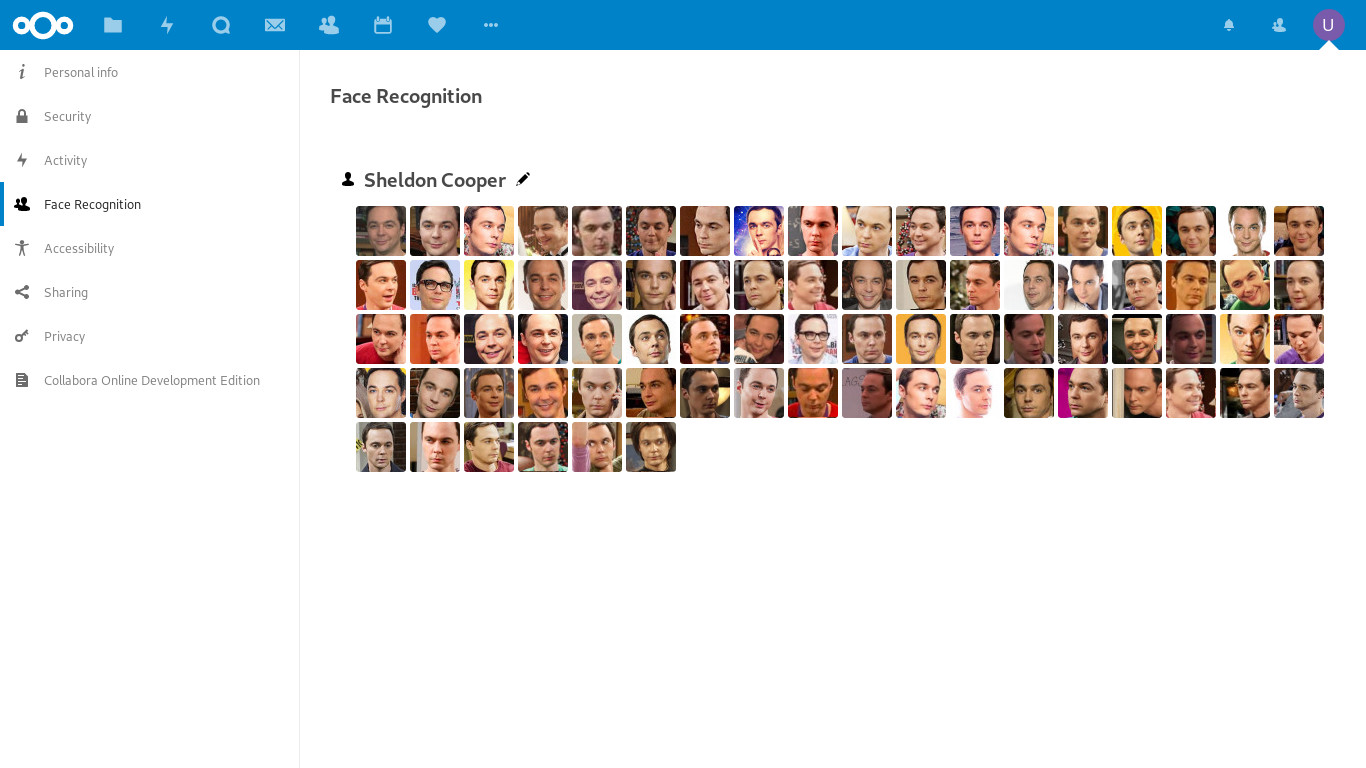 U
Personal info
Security
Activity
Face Recognition
Accessibility
Sharing
Privacy
Collabora Online Development Edition
Face Recognition
Sheldon Cooper